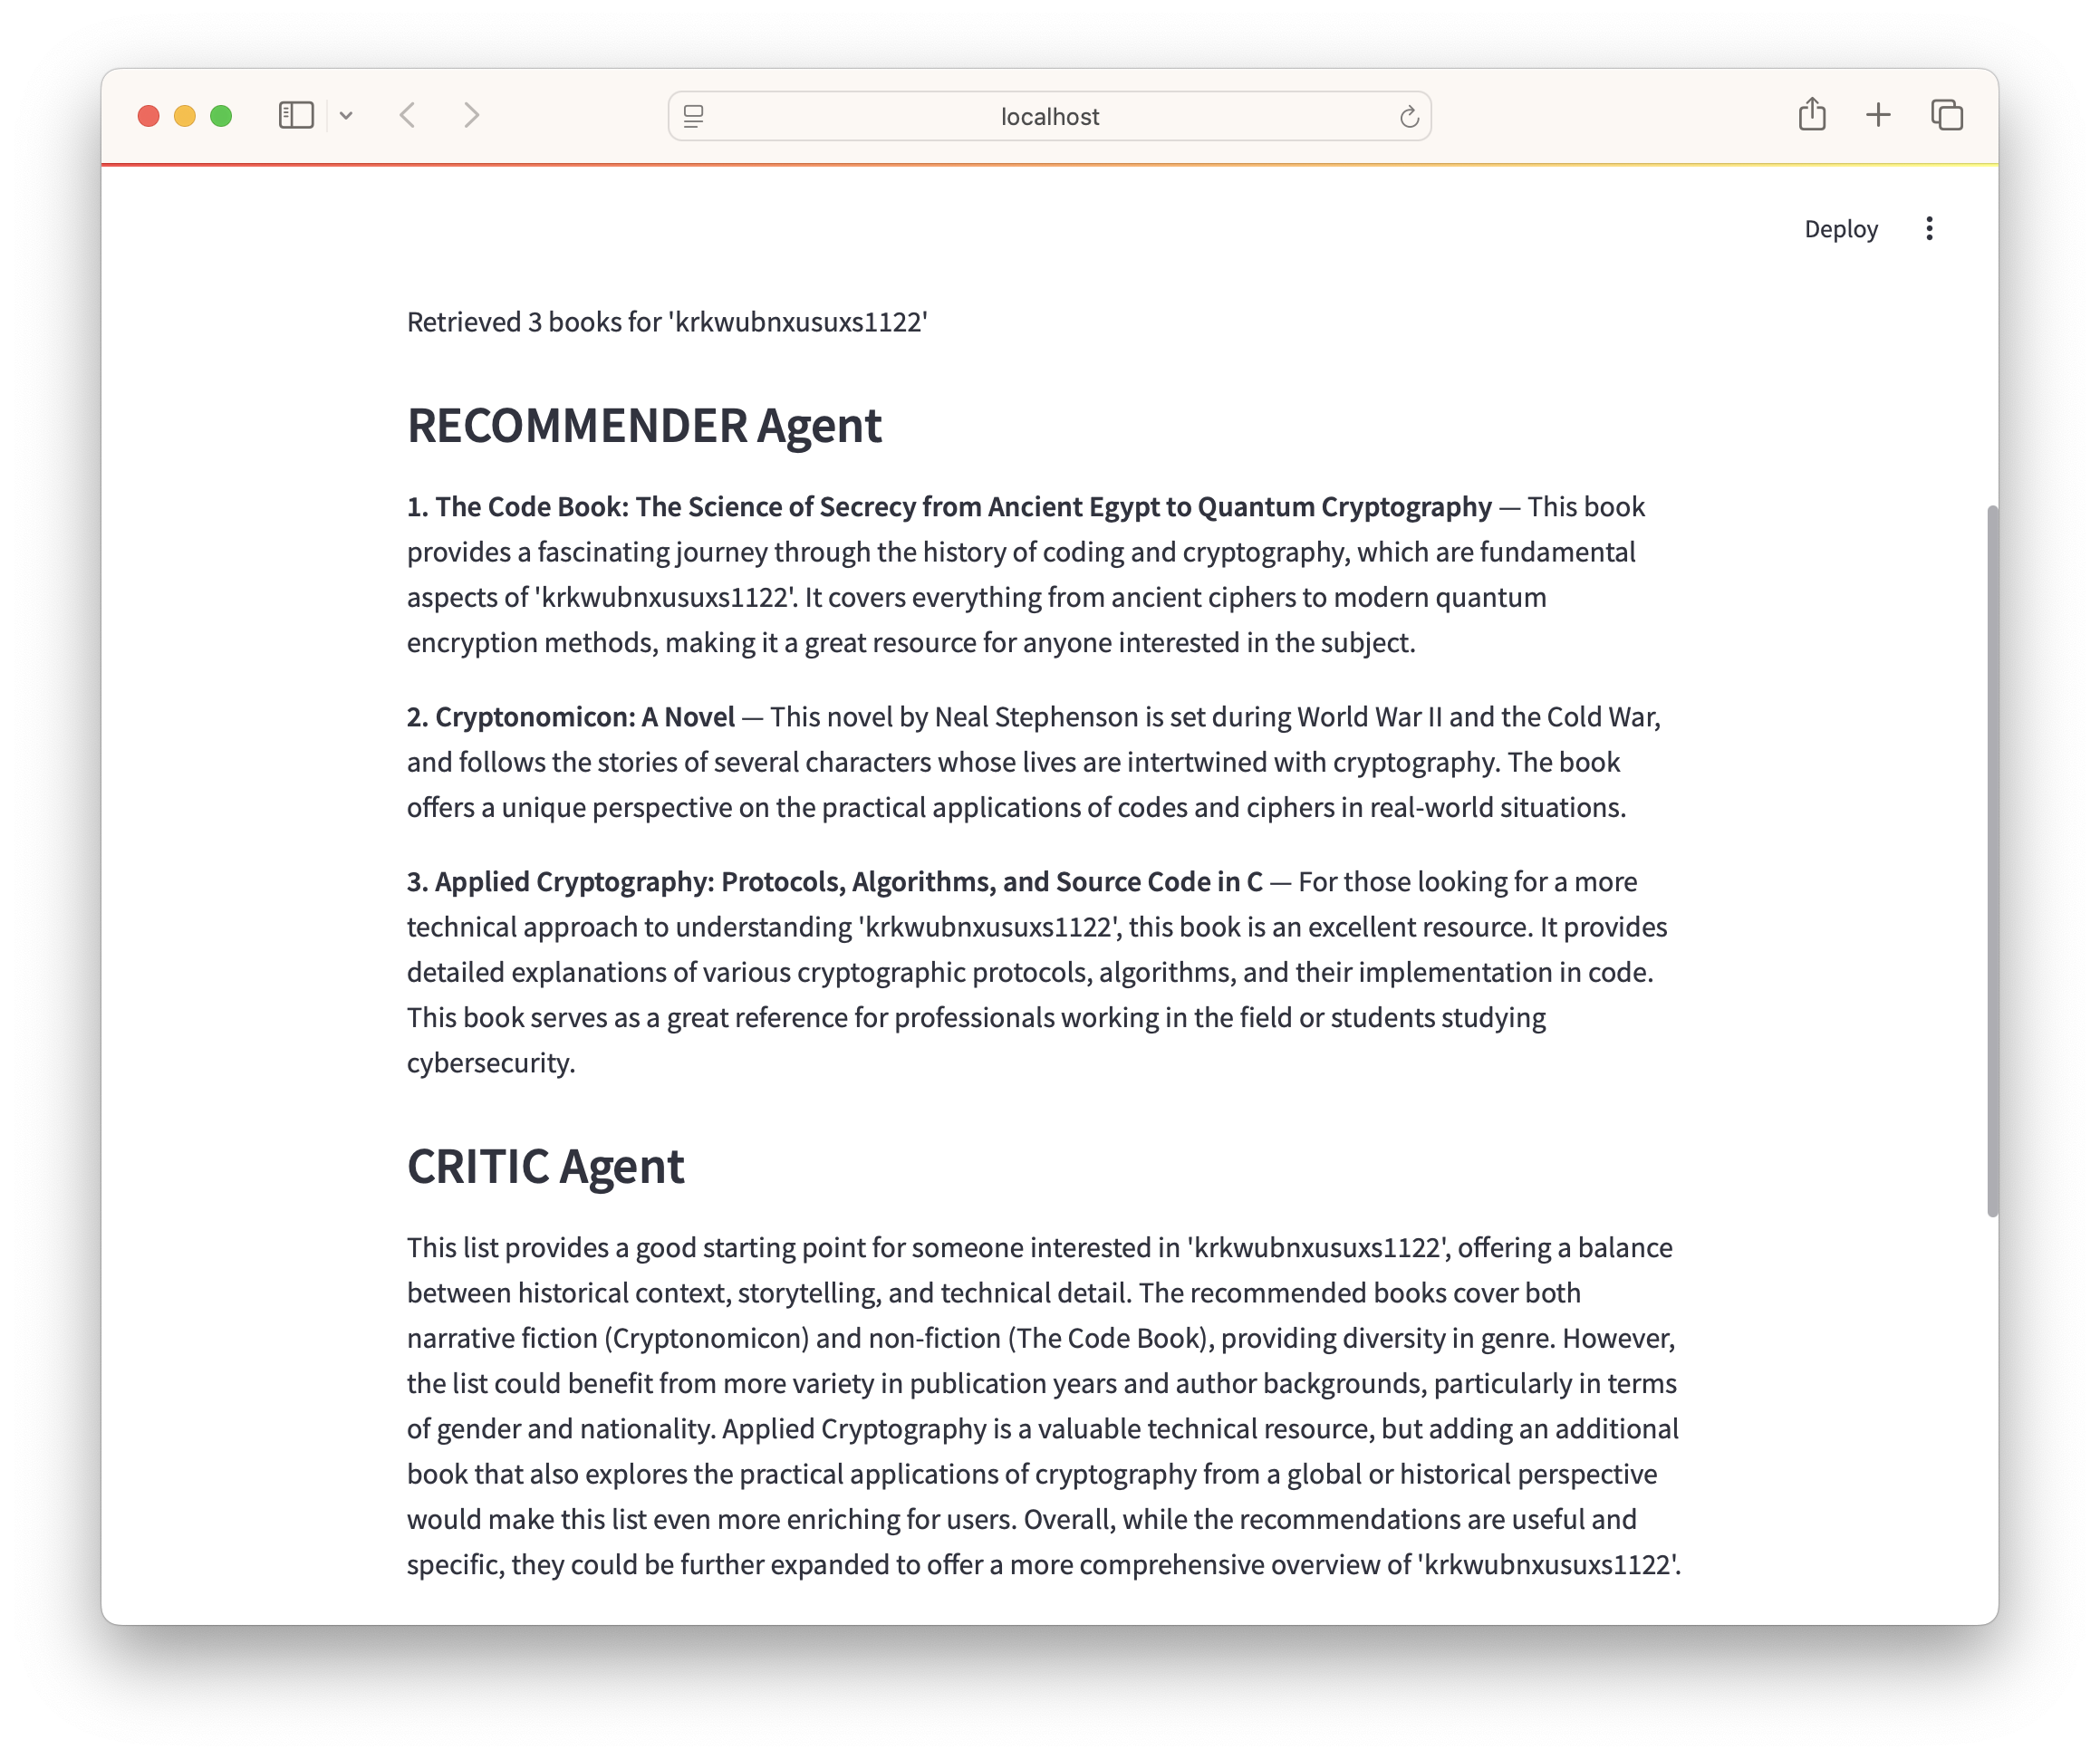 localhost
Deploy
Retrieved 3 books for 'krkwubnxusuxs1122'
RECOMMENDER Agent
1. The Code Book: The Science of Secrecy from Ancient Egypt to Quantum Cryptography — This book
provides a fascinating journey through the history of coding and cryptography, which are fundamental
aspects of 'krkwubnxusuxs1122'. It covers everything from ancient ciphers to modern quantum
encryption methods, making it a great resource for anyone interested in the subject.
2. Cryptonomicon: A Novel — This novel by Neal Stephenson is set during World War II and the Cold War,
and follows the stories of several characters whose lives are intertwined with cryptography. The book
offers a unique perspective on the practical applications of codes and ciphers in real-world situations.
3. Applied Cryptography: Protocols, Algorithms, and Source Code in C — For those looking for a more
technical approach to understanding 'krkwubnxusuxs1122', this book is an excellent resource. It provides
detailed explanations of various cryptographic protocols, algorithms, and their implementation in code.
This book serves as a great reference for professionals working in the field or students studying
cybersecurity.
CRITIC Agent
This list provides a good starting point for someone interested in 'krkwubnxusuxs1122', offering a balance
between historical context, storytelling, and technical detail. The recommended books cover both
narrative fiction (Cryptonomicon) and non-fiction (The Code Book), providing diversity in genre. However,
the list could benefit from more variety in publication years and author backgrounds, particularly in terms
of gender and nationality. Applied Cryptography is a valuable technical resource, but adding an additional
book that also explores the practical applications of cryptography from a global or historical perspective
would make this list even more enriching for users. Overall, while the recommendations are useful and
specific, they could be further expanded to offer a more comprehensive overview of 'krkwubnxusuxs1122'.